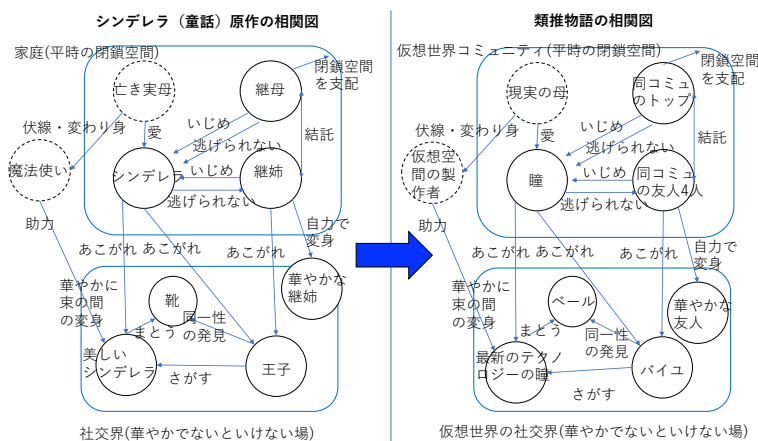 シンデレラ（童話）原作の相関図
家庭(平時の閉鎖空間)
亡き実母
継母
閉鎖空間
を支配
伏線・変わり身
愛
いじめ
逃げられない
結託
魔法使い
シンデレラ
いじめ
継姉
逃げられない
助力
あこがれ
あこがれ
あこがれ
自力で
変身
華やかに
束の間
の変身
靴
華やかな
継姉
まとう
同一性
の発見
美しい
シンデレラ
さがす
王子
社交界(華やかでないといけない場)
類推物語の相関図
仮想世界コミュニティ(平時の閉鎖空間)
現実の母
同コミュ
のトップ
閉鎖空間
を支配
伏線・変わり身
愛
いじめ
逃げられない
結託
仮想空
間の製
作者
瞳
いじめ
同コミュ
の友人4人
逃げられない
助力
あこがれ
あこがれ
あこがれ
自力で
変身
華やかに
束の間
の変身
ベール
華やかな
友人
まとう
同一性
の発見
最新のテクノ
ロジーの瞳
バイユ
さがす
仮想世界の社交界(華やかでないといけない場)